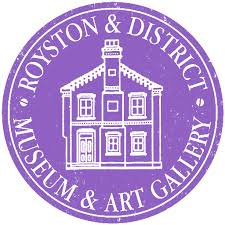 ROYSTON & DISTRICT
MUSEUM & ART GALLERY